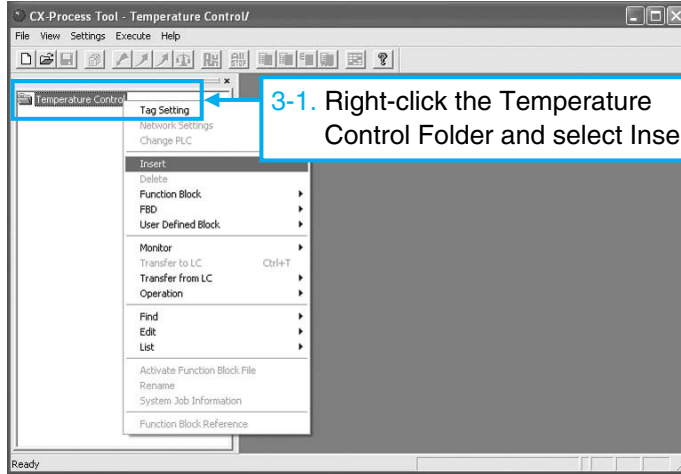 CX-Process Tool - Temperature Control/
File View Settings Execute Help
Temperature Control
3-1. Right-click the Temperature
Control Folder and select Inse
Tag Setting
Network Settings
Change PLC
Insert
Delete
Function Block
FBD
User Defined Block
Monitor
Transfer to LC Ctrl+T
Transfer from LC
Operation
Find
Edit
List
Activate Function Block File
Rename
System Job Information
Function Block Reference
Ready